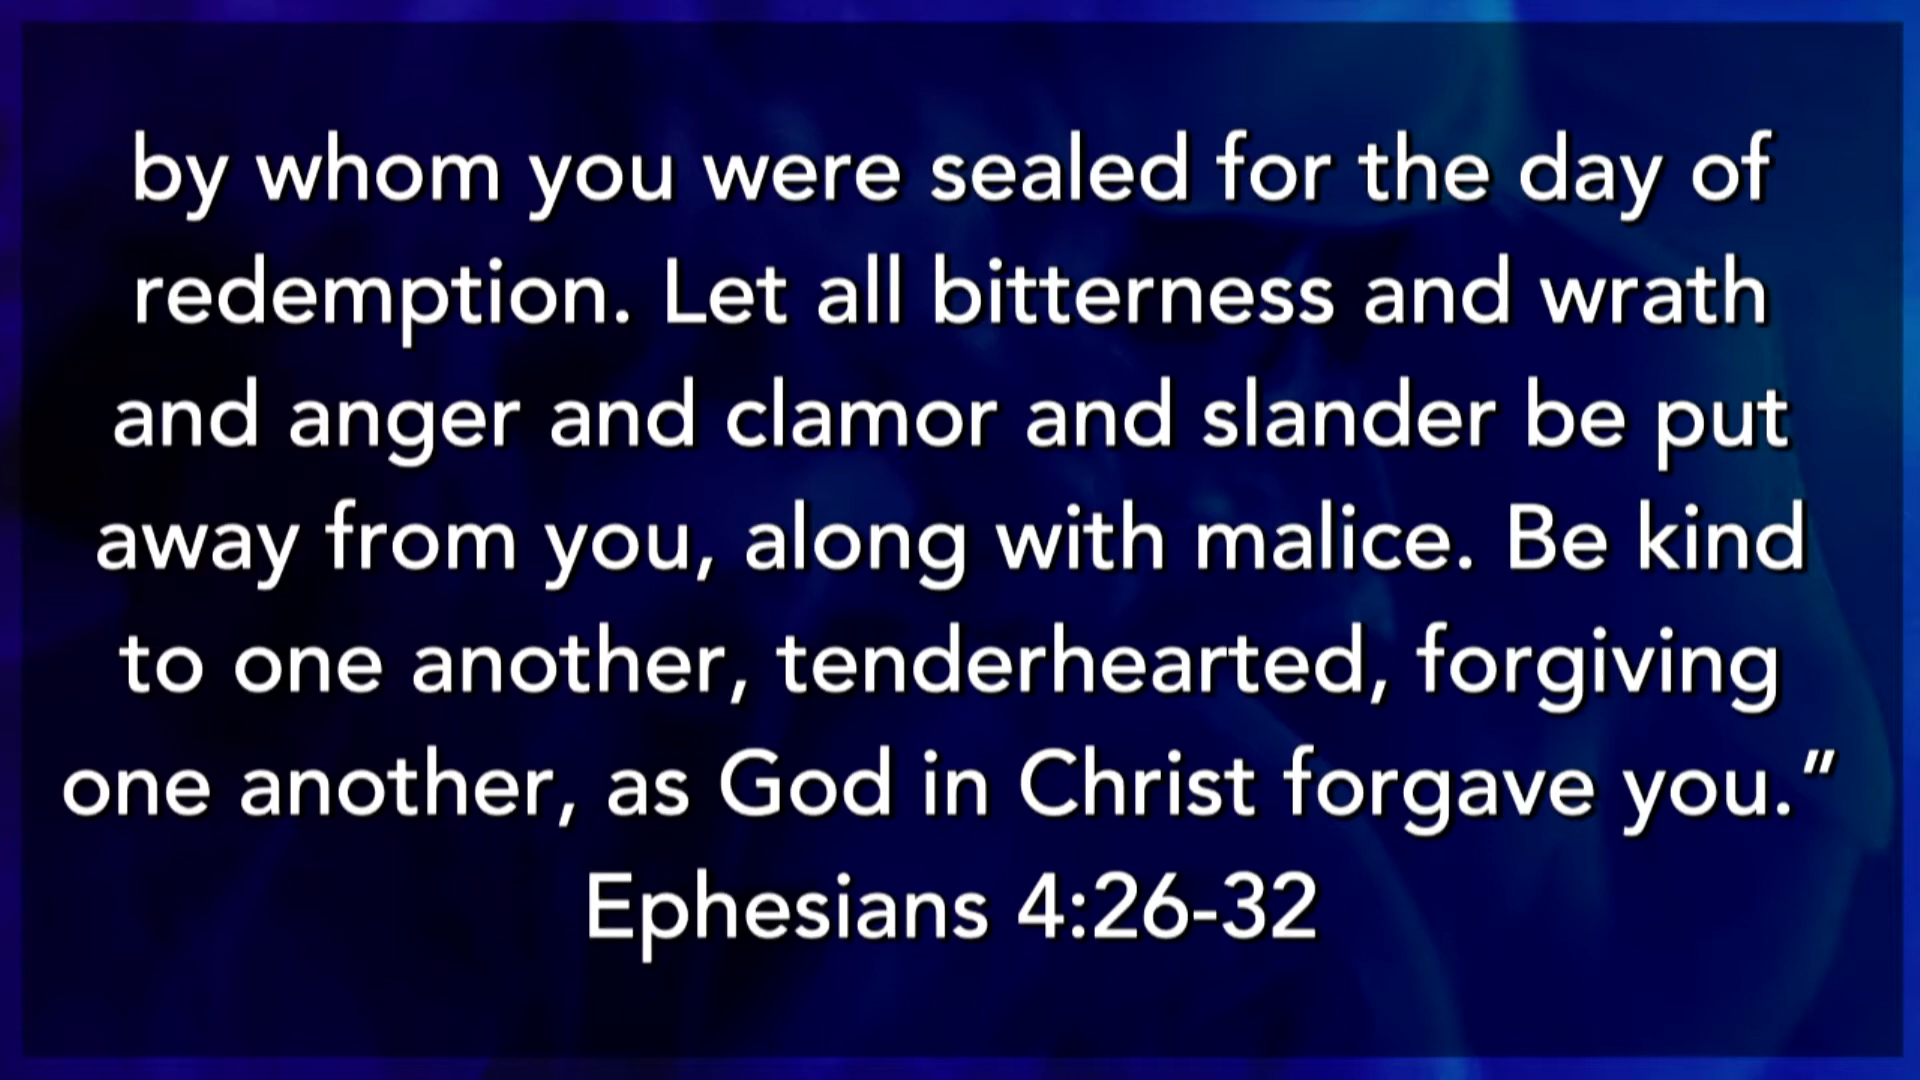 by whom you were sealed for the day of
redemption. Let all bitterness and wrath
and anger and clamor and slander be put
away from you, along with malice. Be kind
to one another, tenderhearted, forgiving
one another, as God in Christ forgave you.”
Ephesians 4:26-32